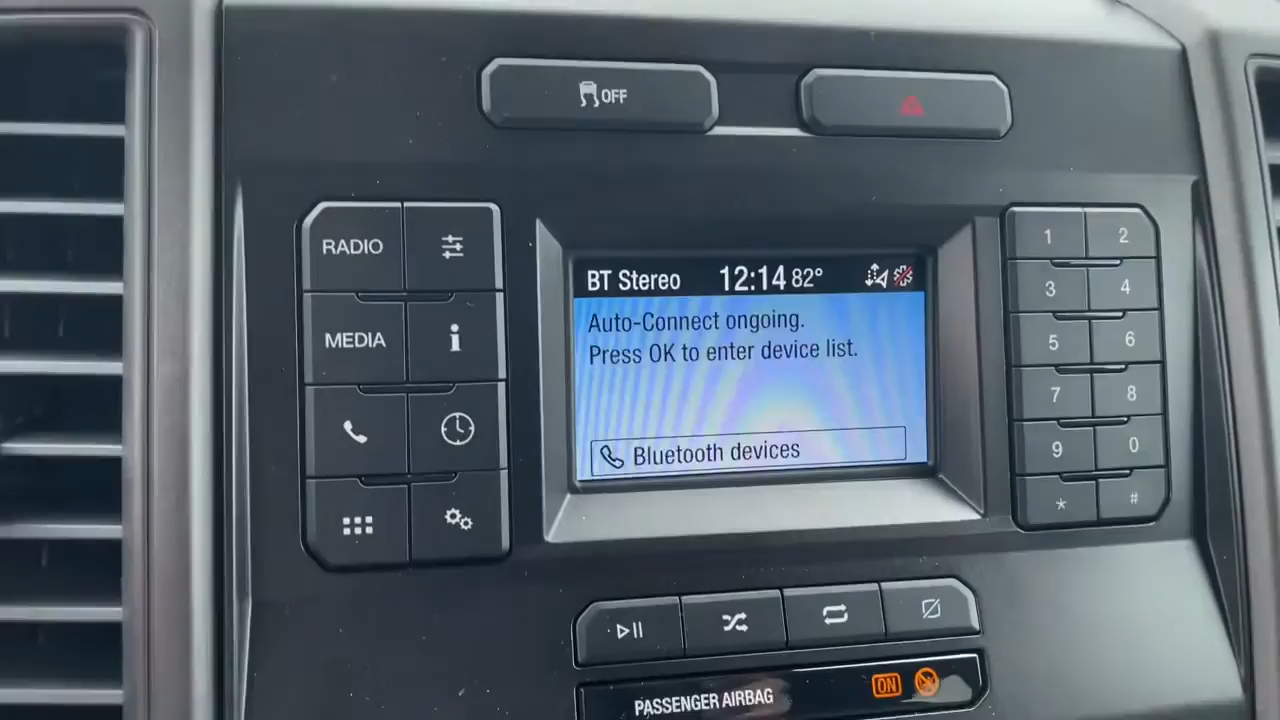 OFF
RADIO
MEDIA
BT Stereo 12:14 82°
Auto-Connect ongoing.
Press OK to enter device list.
Bluetooth devices
1 2
3 4
5 6
7 8
9 0
* #
PASSENGER AIRBAG ON